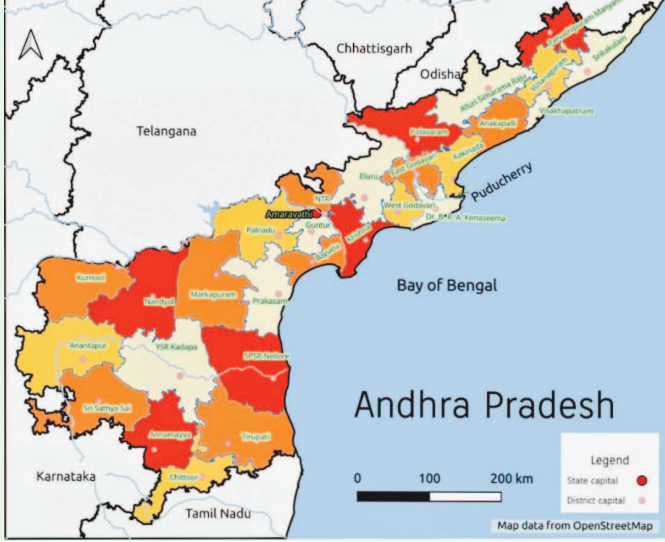 Parvathipuram Manyam
Srikakulam
Chhattisgarh
Odisha
Vizianagaram
Alluri Sitharama Raju
Visakhapatnam
Telangana
Polavaram
Anakapalli
Kakinada
East Godavari
Eluru
Puducherry
NTR
West Godavari
Amaravathi
Dr. B. R. A. Konaseema
Guntur
Palnadu
Krishna
Bapatla
Bay of Bengal
Kurnool
Nandyal
Markapuram
Prakasam
Anantapur
YSR Kadapa
SPSR Nellore
Andhra Pradesh
Sri Sathya Sai
Annamayya
Tirupati
Karnataka
Chittoor
Tamil Nadu
0 100 200 km
Legend
State capital
District capital
Map data from OpenStreetMap